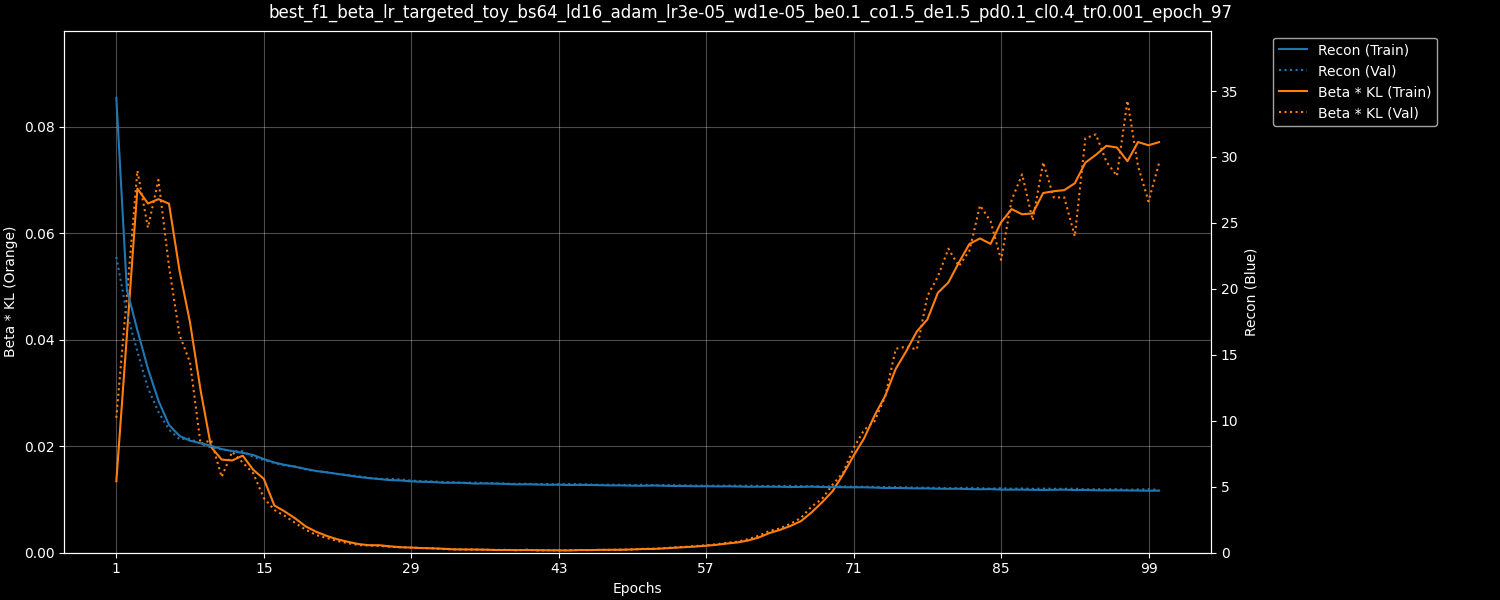 best_f1_beta_lr_targeted_toy_bs64_ld16_adam_lr3e-05_wd1e-05_be0.1_co1.5_de1.5_pd0.1_cl0.4_tr0.001_epoch_97
Recon (Train)
Recon (Val)
Beta * KL (Train)
Beta * KL (Val)
Beta * KL (Orange)
0.08
0.06
0.04
0.02
0.00
35
30
25
20
15
10
5
0
Recon (Blue)
1 15 29 43 57 71 85 99
Epochs